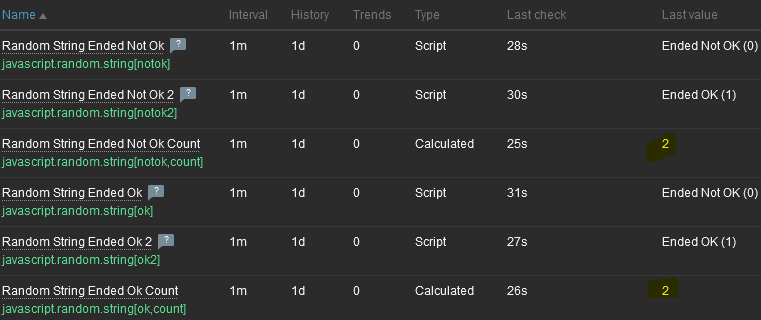 Name Interval History Trends Type Last check Last value
Random String Ended Not Ok ? 1m 1d 0 Script 28s Ended Not OK (0)
javascript.random.string[notok]
Random String Ended Not Ok 2 ? 1m 1d 0 Script 30s Ended OK (1)
javascript.random.string[notok2]
Random String Ended Not Ok Count 1m 1d 0 Calculated 25s 2
javascript.random.string[notok,count]
Random String Ended Ok ? 1m 1d 0 Script 31s Ended Not OK (0)
javascript.random.string[ok]
Random String Ended Ok 2 ? 1m 1d 0 Script 27s Ended OK (1)
javascript.random.string[ok2]
Random String Ended Ok Count 1m 1d 0 Calculated 26s 2
javascript.random.string[ok,count]